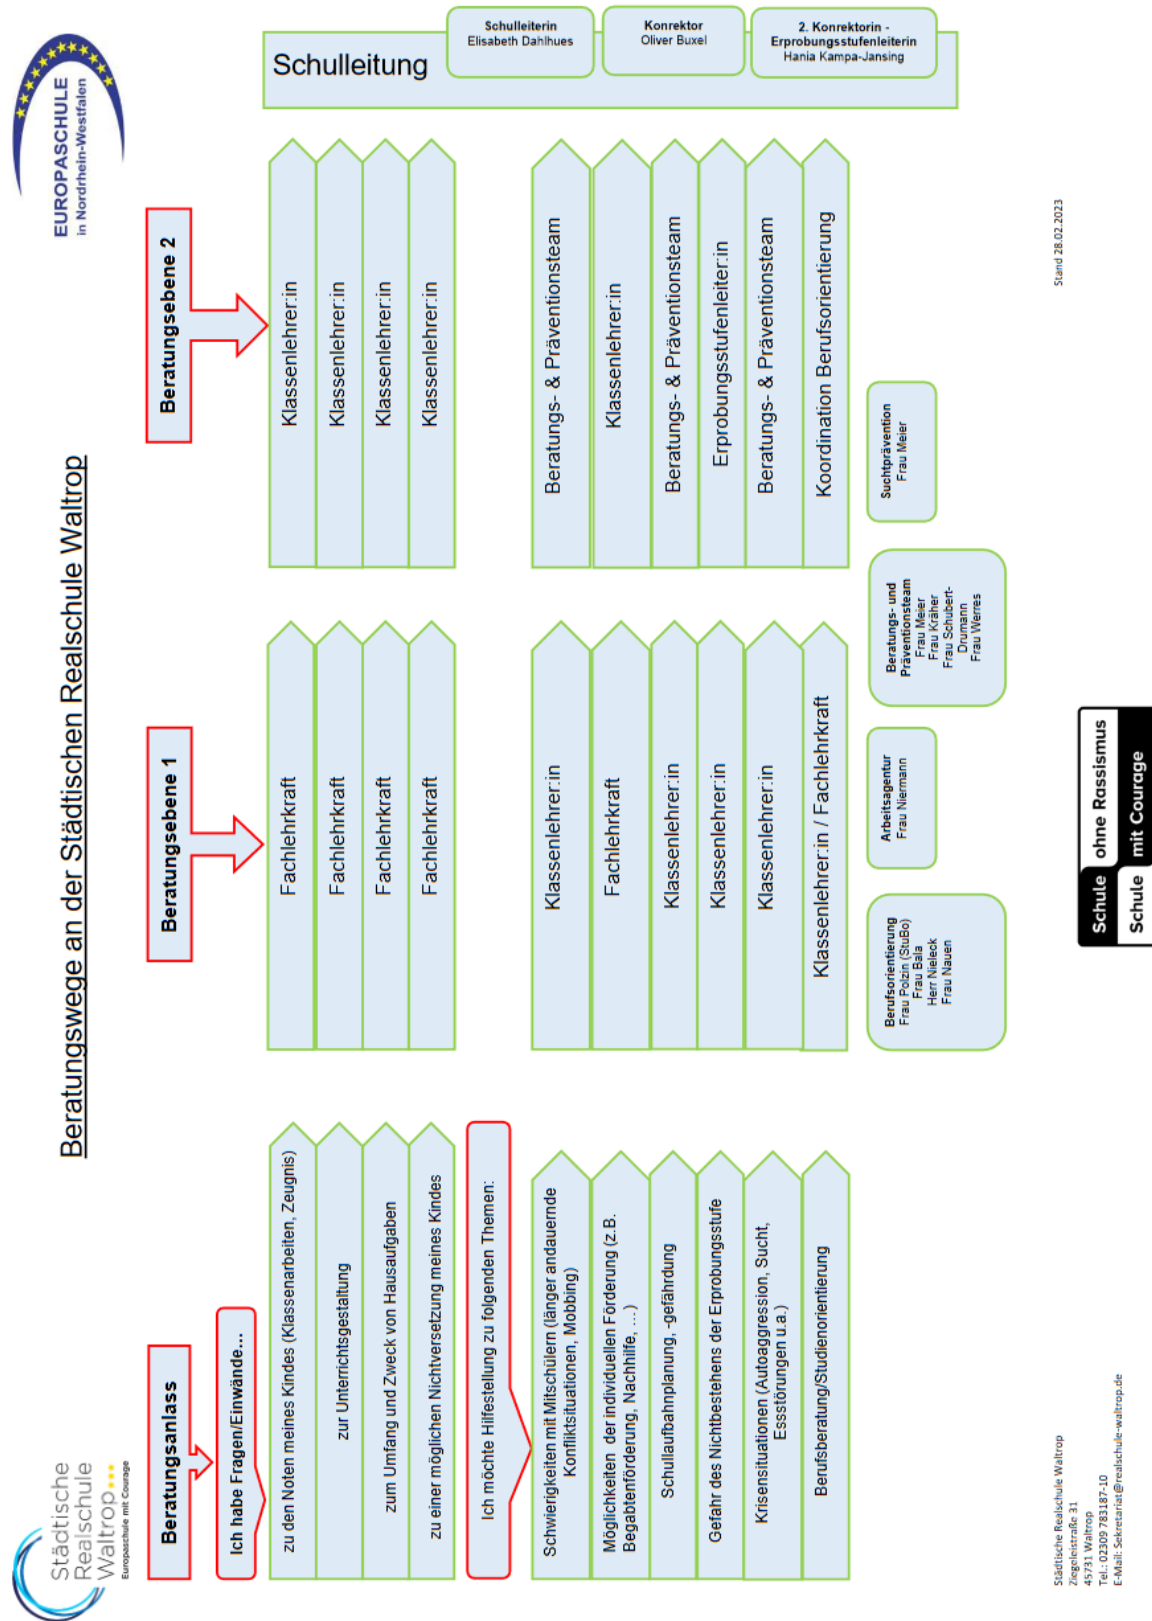 Städtische
Realschule
Waltrop
Europaschule mit Courage
Beratungswege an der Städtischen Realschule Waltrop
EUROPASCHULE
in Nordrhein-Westfalen
Beratungsanlass
Beratungsebene 1
Beratungsebene 2
Ich habe Fragen/Einwände...
zu den Noten meines Kindes (Klassenarbeiten, Zeugnis)
Fachlehrkraft
Klassenlehrer:in
zur Unterrichtsgestaltung
Fachlehrkraft
Klassenlehrer:in
zum Umfang und Zweck von Hausaufgaben
Fachlehrkraft
Klassenlehrer:in
zu einer möglichen Nichtversetzung meines Kindes
Fachlehrkraft
Klassenlehrer:in
Ich möchte Hilfestellung zu folgenden Themen:
Schwierigkeiten mit Mitschülern (länger andauernde
Konfliktsituationen, Mobbing)
Klassenlehrer:in
Beratungs- & Präventionsteam
Möglichkeiten der individuellen Förderung (z.B.
Begabtenförderung, Nachhilfe, ...)
Fachlehrkraft
Klassenlehrer:in
Schullaufbahnplanung, -gefährdung
Klassenlehrer:in
Beratungs- & Präventionsteam
Gefahr des Nichtbestehens der Erprobungsstufe
Klassenlehrer:in
Erprobungsstufenleiter:in
Krisensituationen (Autoaggression, Sucht,
Essstörungen u.a.)
Klassenlehrer:in
Beratungs- & Präventionsteam
Berufsberatung/Studienorientierung
Klassenlehrer:in / Fachlehrkraft
Koordination Berufsorientierung
Schulleitung
Schulleiterin
Elisabeth Dahlhues
Konrektor
Oliver Buxel
2. Konrektorin -
Erprobungsstufenleiterin
Hania Kampa-Jansing
Berufsorientierung
Frau Polzin (StuBo)
Frau Bala
Herr Nieleck
Frau Nauen
Arbeitsagentur
Frau Niermann
Beratungs- und
Präventionsteam
Frau Meier
Frau Kräher
Frau Schubert-
Drumann
Frau Werres
Suchtprävention
Frau Meier
Städtische Realschule Waltrop
Ziegeleistraße 31
45731 Waltrop
Tel.: 02309 783187-10
E-Mail: Sekretariat@realschule-waltrop.de
Schule ohne Rassismus
Schule mit Courage
Stand 28.02.2023